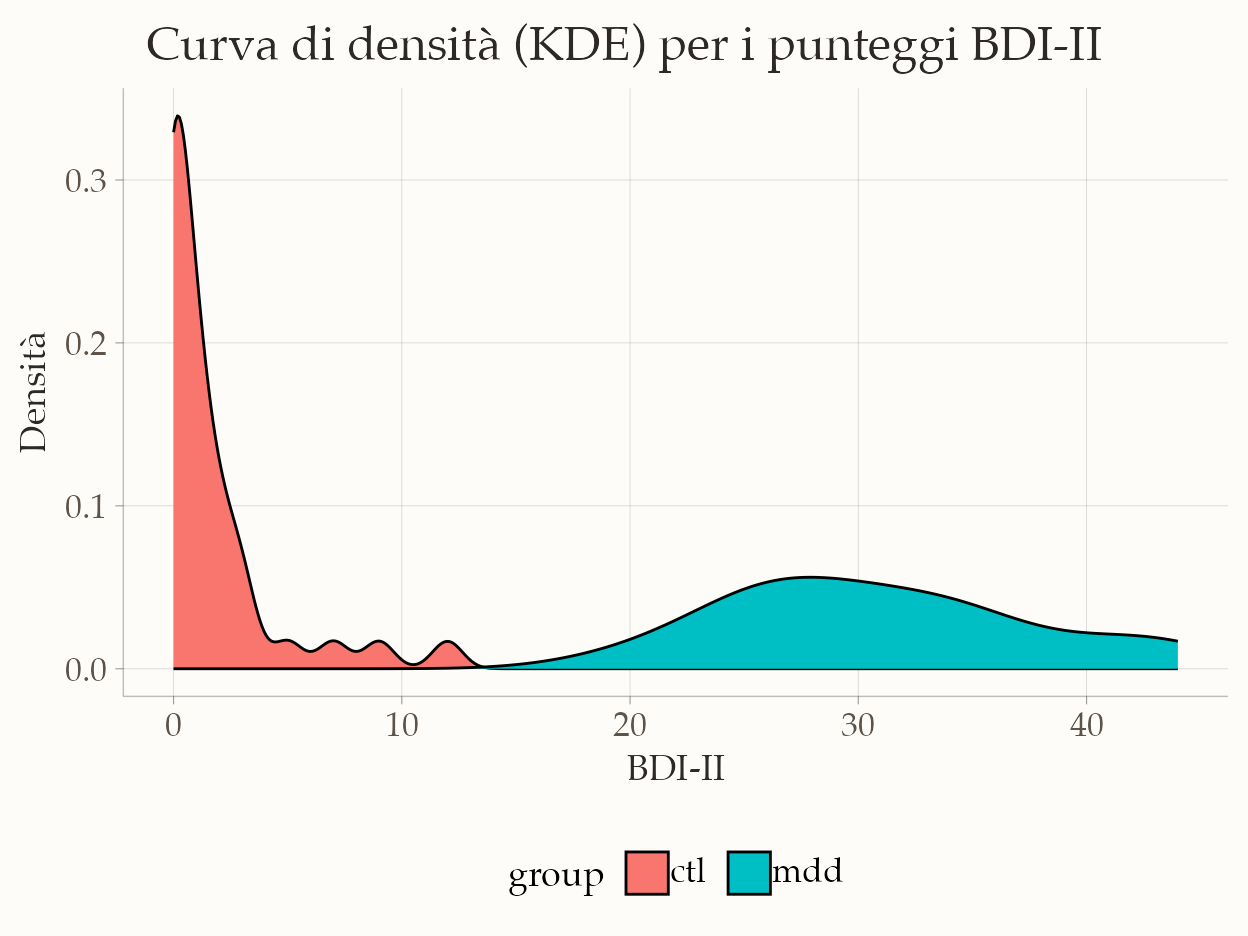 Curva di densità (KDE) per i punteggi BDI-II
Densità
0.3
0.2
0.1
0.0
0 10 20 30 40
BDI-II
group ctl mdd